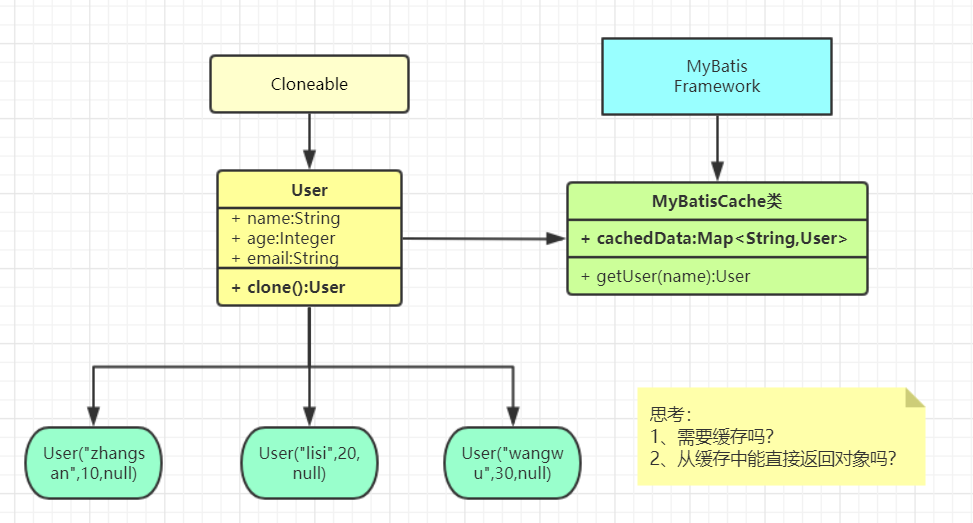 Cloneable
MyBatis
Framework
User
+ name:String
+ age:Integer
+ email:String
+ clone():User
MyBatisCache类
+ cachedData:Map<String,User>
+ getUser(name):User
User("zhangs
an",10,null)
User("lisi",20,
null)
User("wangw
u",30,null)
思考：
1、需要缓存吗？
2、从缓存中能直接返回对象吗？